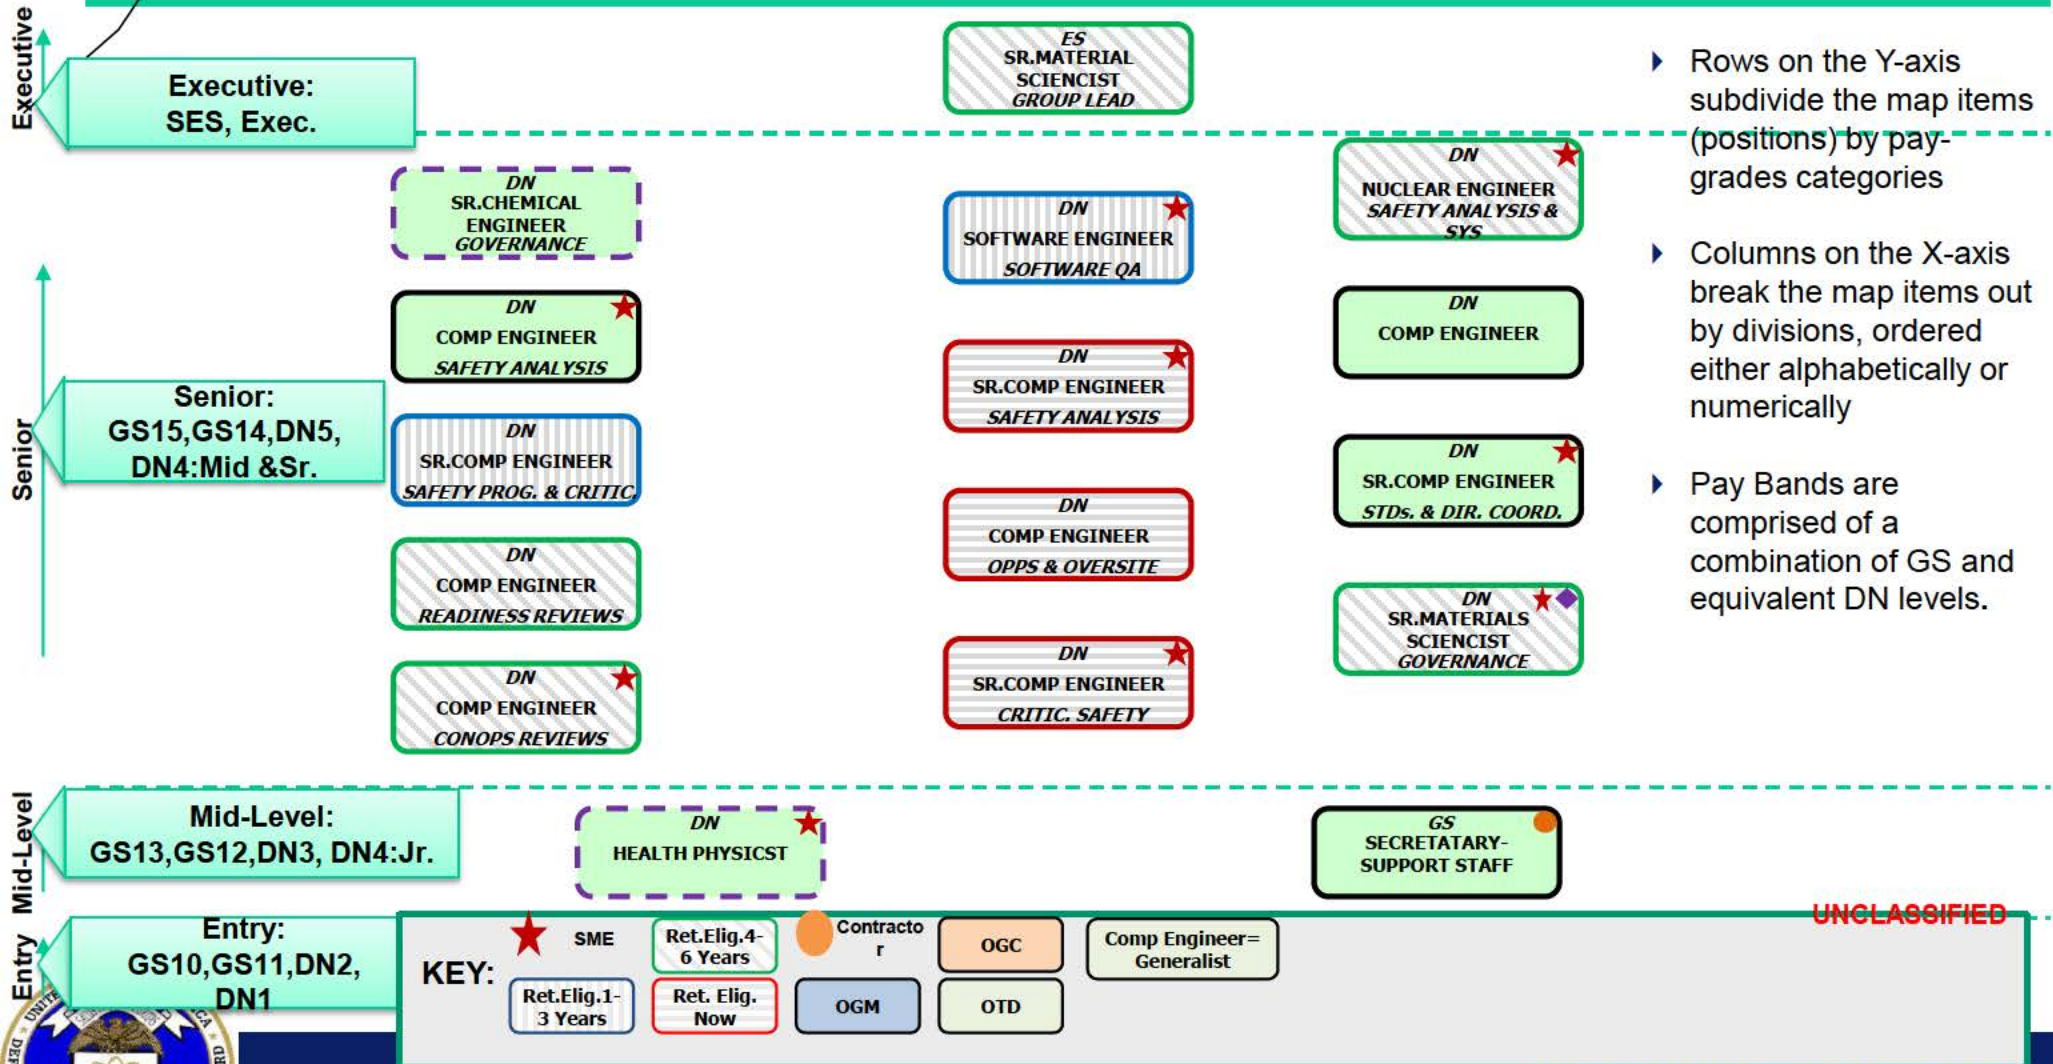 Executive
Executive:
SES, Exec.
ES
SR.MATERIAL
SCIENCIST
GROUP LEAD
Senior
Senior:
GS15,GS14,DN5,
DN4:Mid &Sr.
DN
SR.CHEMICAL
ENGINEER
GOVERNANCE
DN
COMP ENGINEER
SAFETY ANALYSIS
DN
SR.COMP ENGINEER
SAFETY PROG. & CRITIC.
DN
COMP ENGINEER
READINESS REVIEWS
DN
COMP ENGINEER
CONOPS REVIEWS
DN
SOFTWARE ENGINEER
SOFTWARE QA
DN
SR.COMP ENGINEER
SAFETY ANALYSIS
DN
COMP ENGINEER
OPPS & OVERSITE
DN
SR.COMP ENGINEER
CRITIC. SAFETY
DN
NUCLEAR ENGINEER
SAFETY ANALYSIS &
SYS
DN
COMP ENGINEER
DN
SR.COMP ENGINEER
STDs. & DIR. COORD.
DN
SR.MATERIALS
SCIENCIST
GOVERNANCE
Rows on the Y-axis
subdivide the map items
(positions) by pay-
grades categories
Columns on the X-axis
break the map items out
by divisions, ordered
either alphabetically or
numerically
Pay Bands are
comprised of a
combination of GS and
equivalent DN levels.
Mid-Level
Mid-Level:
GS13,GS12,DN3, DN4:Jr.
DN
HEALTH PHYSICST
GS
SECRETATARY-
SUPPORT STAFF
UNCLASSIFIED
Entry
Entry:
GS10,GS11,DN2,
DN1
KEY:
SME
Ret.Elig.4-
6 Years
Contracto
r
OGC
Comp Engineer=
Generalist
Ret.Elig.1-
3 Years
Ret. Elig.
Now
OGM
OTD